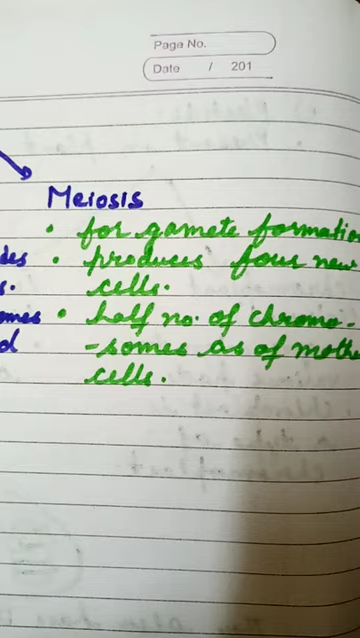 Page No.
Date / 201
Meiosis
• for gamete formatio
des • produces four new
s. cells.
omes • half no. of chromo-
d -somes as of mothe
cells.